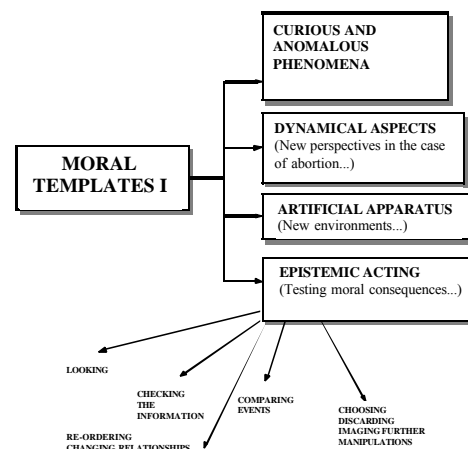 CURIOUS AND
ANOMALOUS
PHENOMENA
DYNAMICAL ASPECTS
(New perspectives in the case
of abortion...)
MORAL
TEMPLATES I
ARTIFICIAL APPARATUS
(New environments...)
EPISTEMIC ACTING
(Testing moral consequences...)
LOOKING
CHECKING
THE
INFORMATION
COMPARING
EVENTS
CHOOSING
DISCARDING
IMAGING FURTHER
MANIPULATIONS
RE-ORDERING
CHANGING RELATIONSHIPS